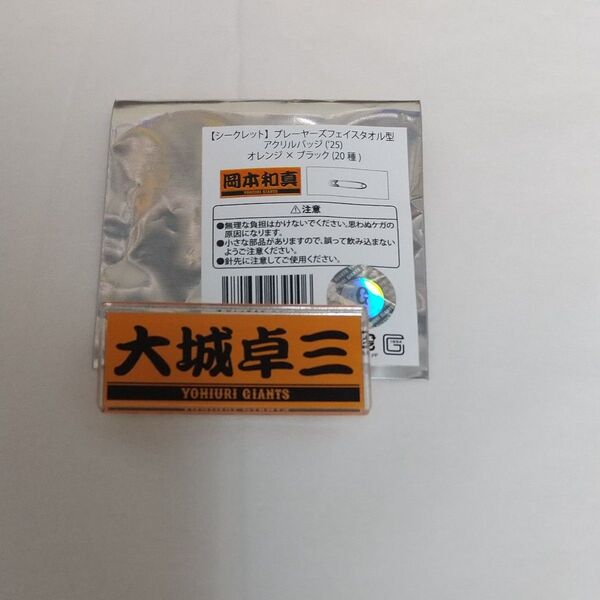 【シークレット】プレーヤーズフェイスタオル型
アクリルバッジ('25)
オレンジ × ブラック(20種)
岡本和真
YOMIURI GIANTS
⚠注意
●無理な負担はかけないでください。思わぬケガの
原因になります。
●小さな部品がありますので、誤って飲み込まない
ようご注意ください。
●針先に注意してご使用ください。
PP
大城卓三
YOMIURI GIANTS